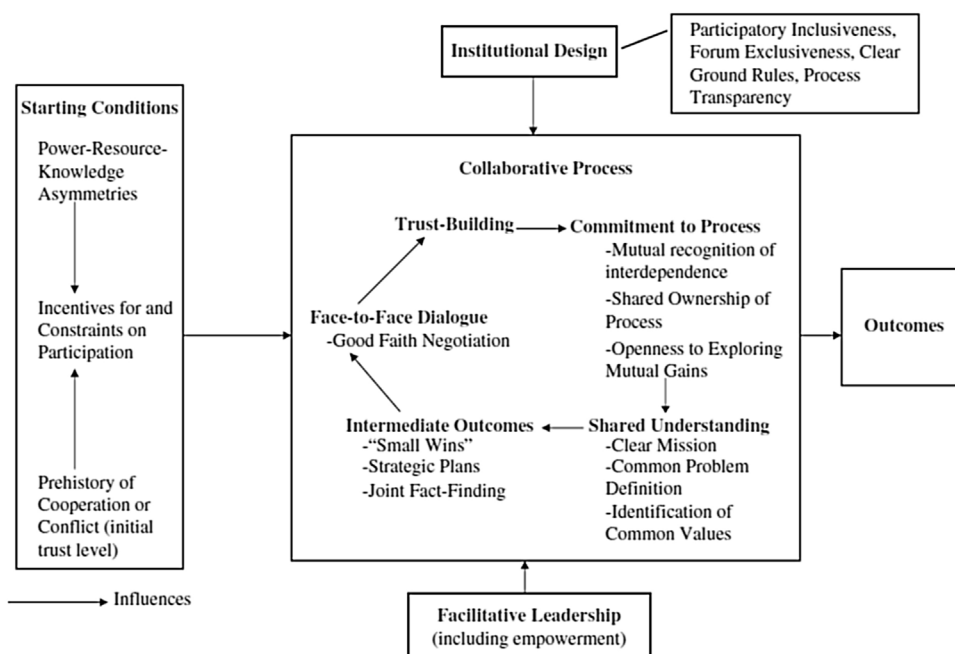 Institutional Design
Participatory Inclusiveness,
Forum Exclusiveness, Clear
Ground Rules, Process
Transparency
Starting Conditions
Power-Resource-
Knowledge
Asymmetries
Incentives for and
Constraints on
Participation
Prehistory of
Cooperation or
Conflict (initial
trust level)
Collaborative Process
Trust-Building
Commitment to Process
-Mutual recognition of
interdependence
-Shared Ownership of
Process
-Openness to Exploring
Mutual Gains
Face-to-Face Dialogue
-Good Faith Negotiation
Intermediate Outcomes
-“Small Wins”
-Strategic Plans
-Joint Fact-Finding
Shared Understanding
-Clear Mission
-Common Problem
Definition
-Identification of
Common Values
Outcomes
Influences
Facilitative Leadership
(including empowerment)